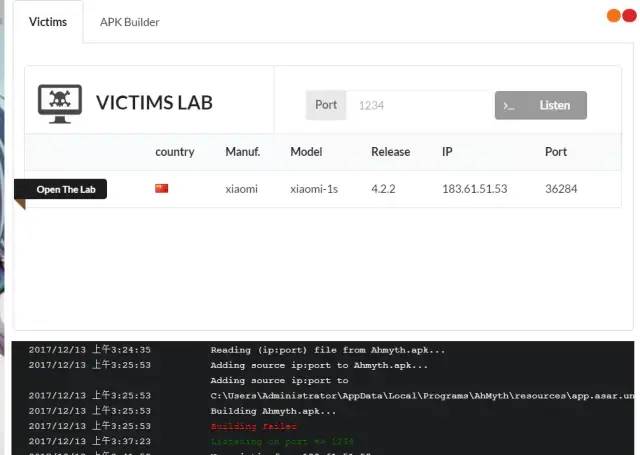 Victims
APK Builder
VICTIMS LAB
Port 1234
>_ Listen
country Manuf. Model Release IP Port
Open The Lab xiaomi xiaomi-1s 4.2.2 183.61.51.53 36284
2017/12/13 上午3:24:35 Reading (ip:port) file from Ahmyth.apk...
2017/12/13 上午3:25:53 Adding source ip:port to Ahmyth.apk...
Adding source ip:port to
2017/12/13 上午3:25:53 C:\Users\Administrator\AppData\Local\Programs\AhMyth\resources\app.asar.un
2017/12/13 上午3:25:53 Building Ahmyth.apk...
2017/12/13 上午3:25:53 Building Failed
2017/12/13 上午3:37:23 Listening on port => 1234